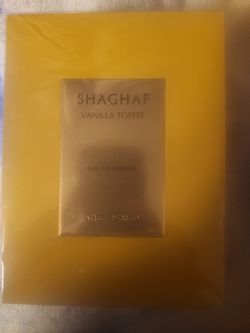 SHAGHAF
VANILLA TOFFEE
EAU DE PARFUM